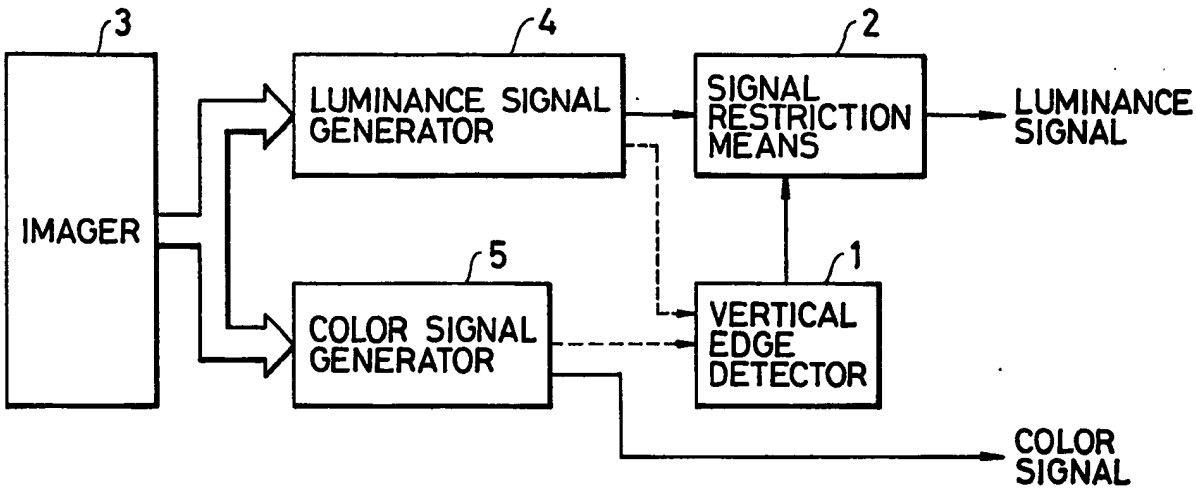 3
4
2
LUMINANCE SIGNAL
GENERATOR
SIGNAL
RESTRICTION
MEANS
LUMINANCE
SIGNAL
IMAGER
5
1
COLOR SIGNAL
GENERATOR
VERTICAL
EDGE
DETECTOR
COLOR
SIGNAL